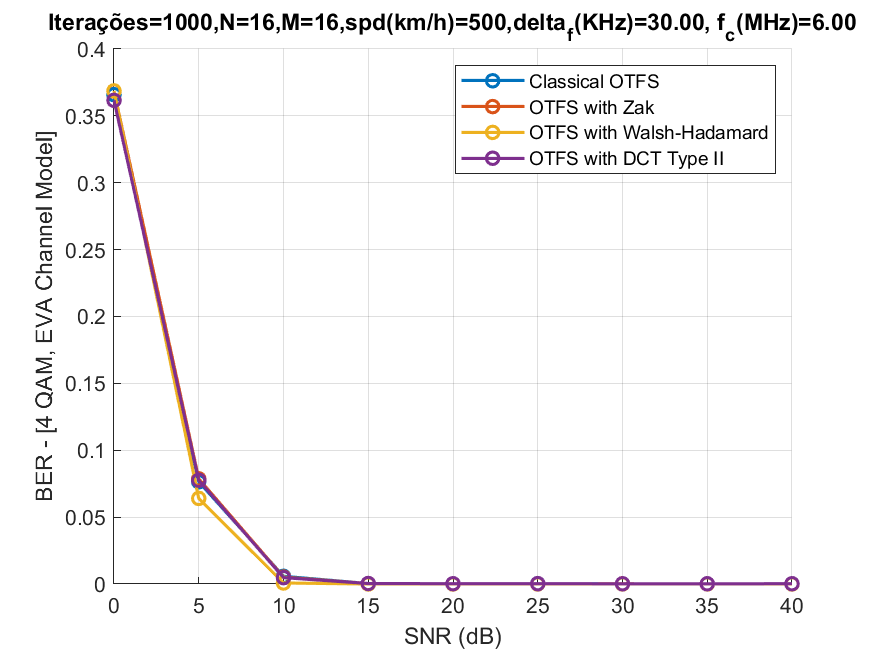 Iterações=1000,N=16,M=16,spd(km/h)=500,delta_f(KHz)=30.00, f_c(MHz)=6.00
0.4
0.35
0.3
0.25
0.2
0.15
0.1
0.05
0
BER - [4 QAM, EVA Channel Model]
Classical OTFS
OTFS with Zak
OTFS with Walsh-Hadamard
OTFS with DCT Type II
0 5 10 15 20 25 30 35 40
SNR (dB)